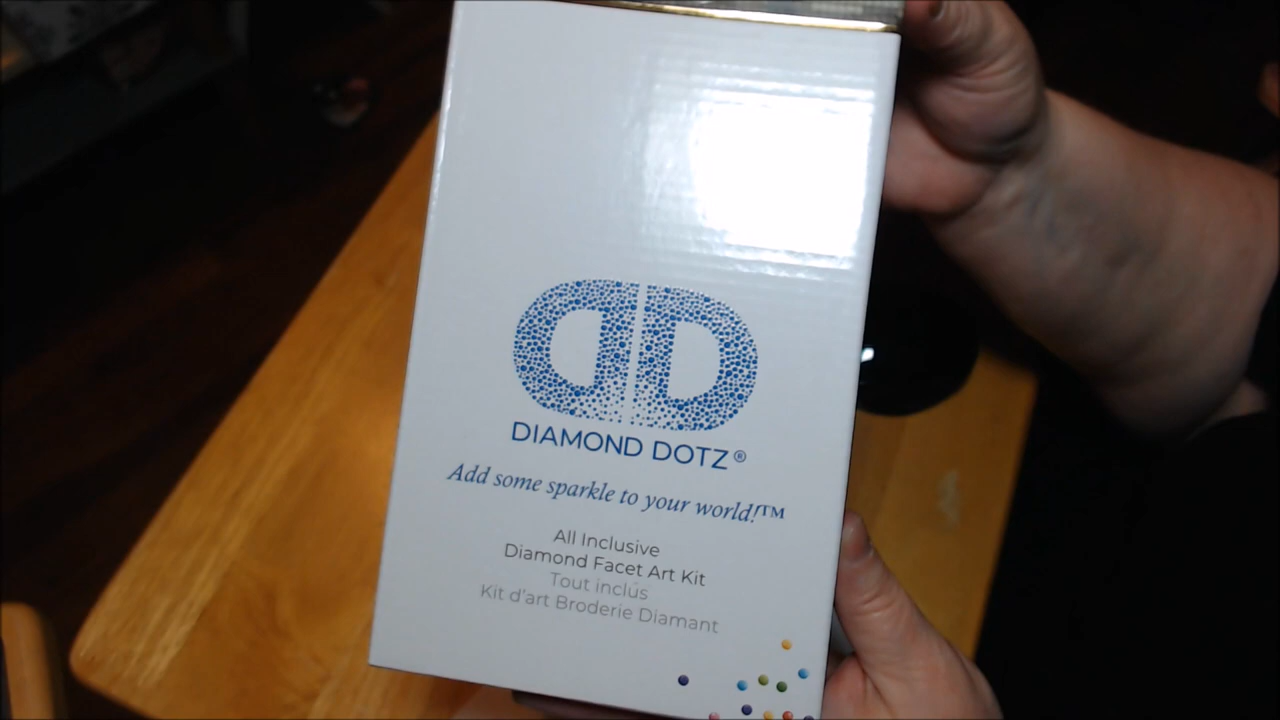 DIAMOND DOTZ®
Add some sparkle to your world!™
All Inclusive
Diamond Facet Art Kit
Tout inclus
Kit d'art Broderie Diamant